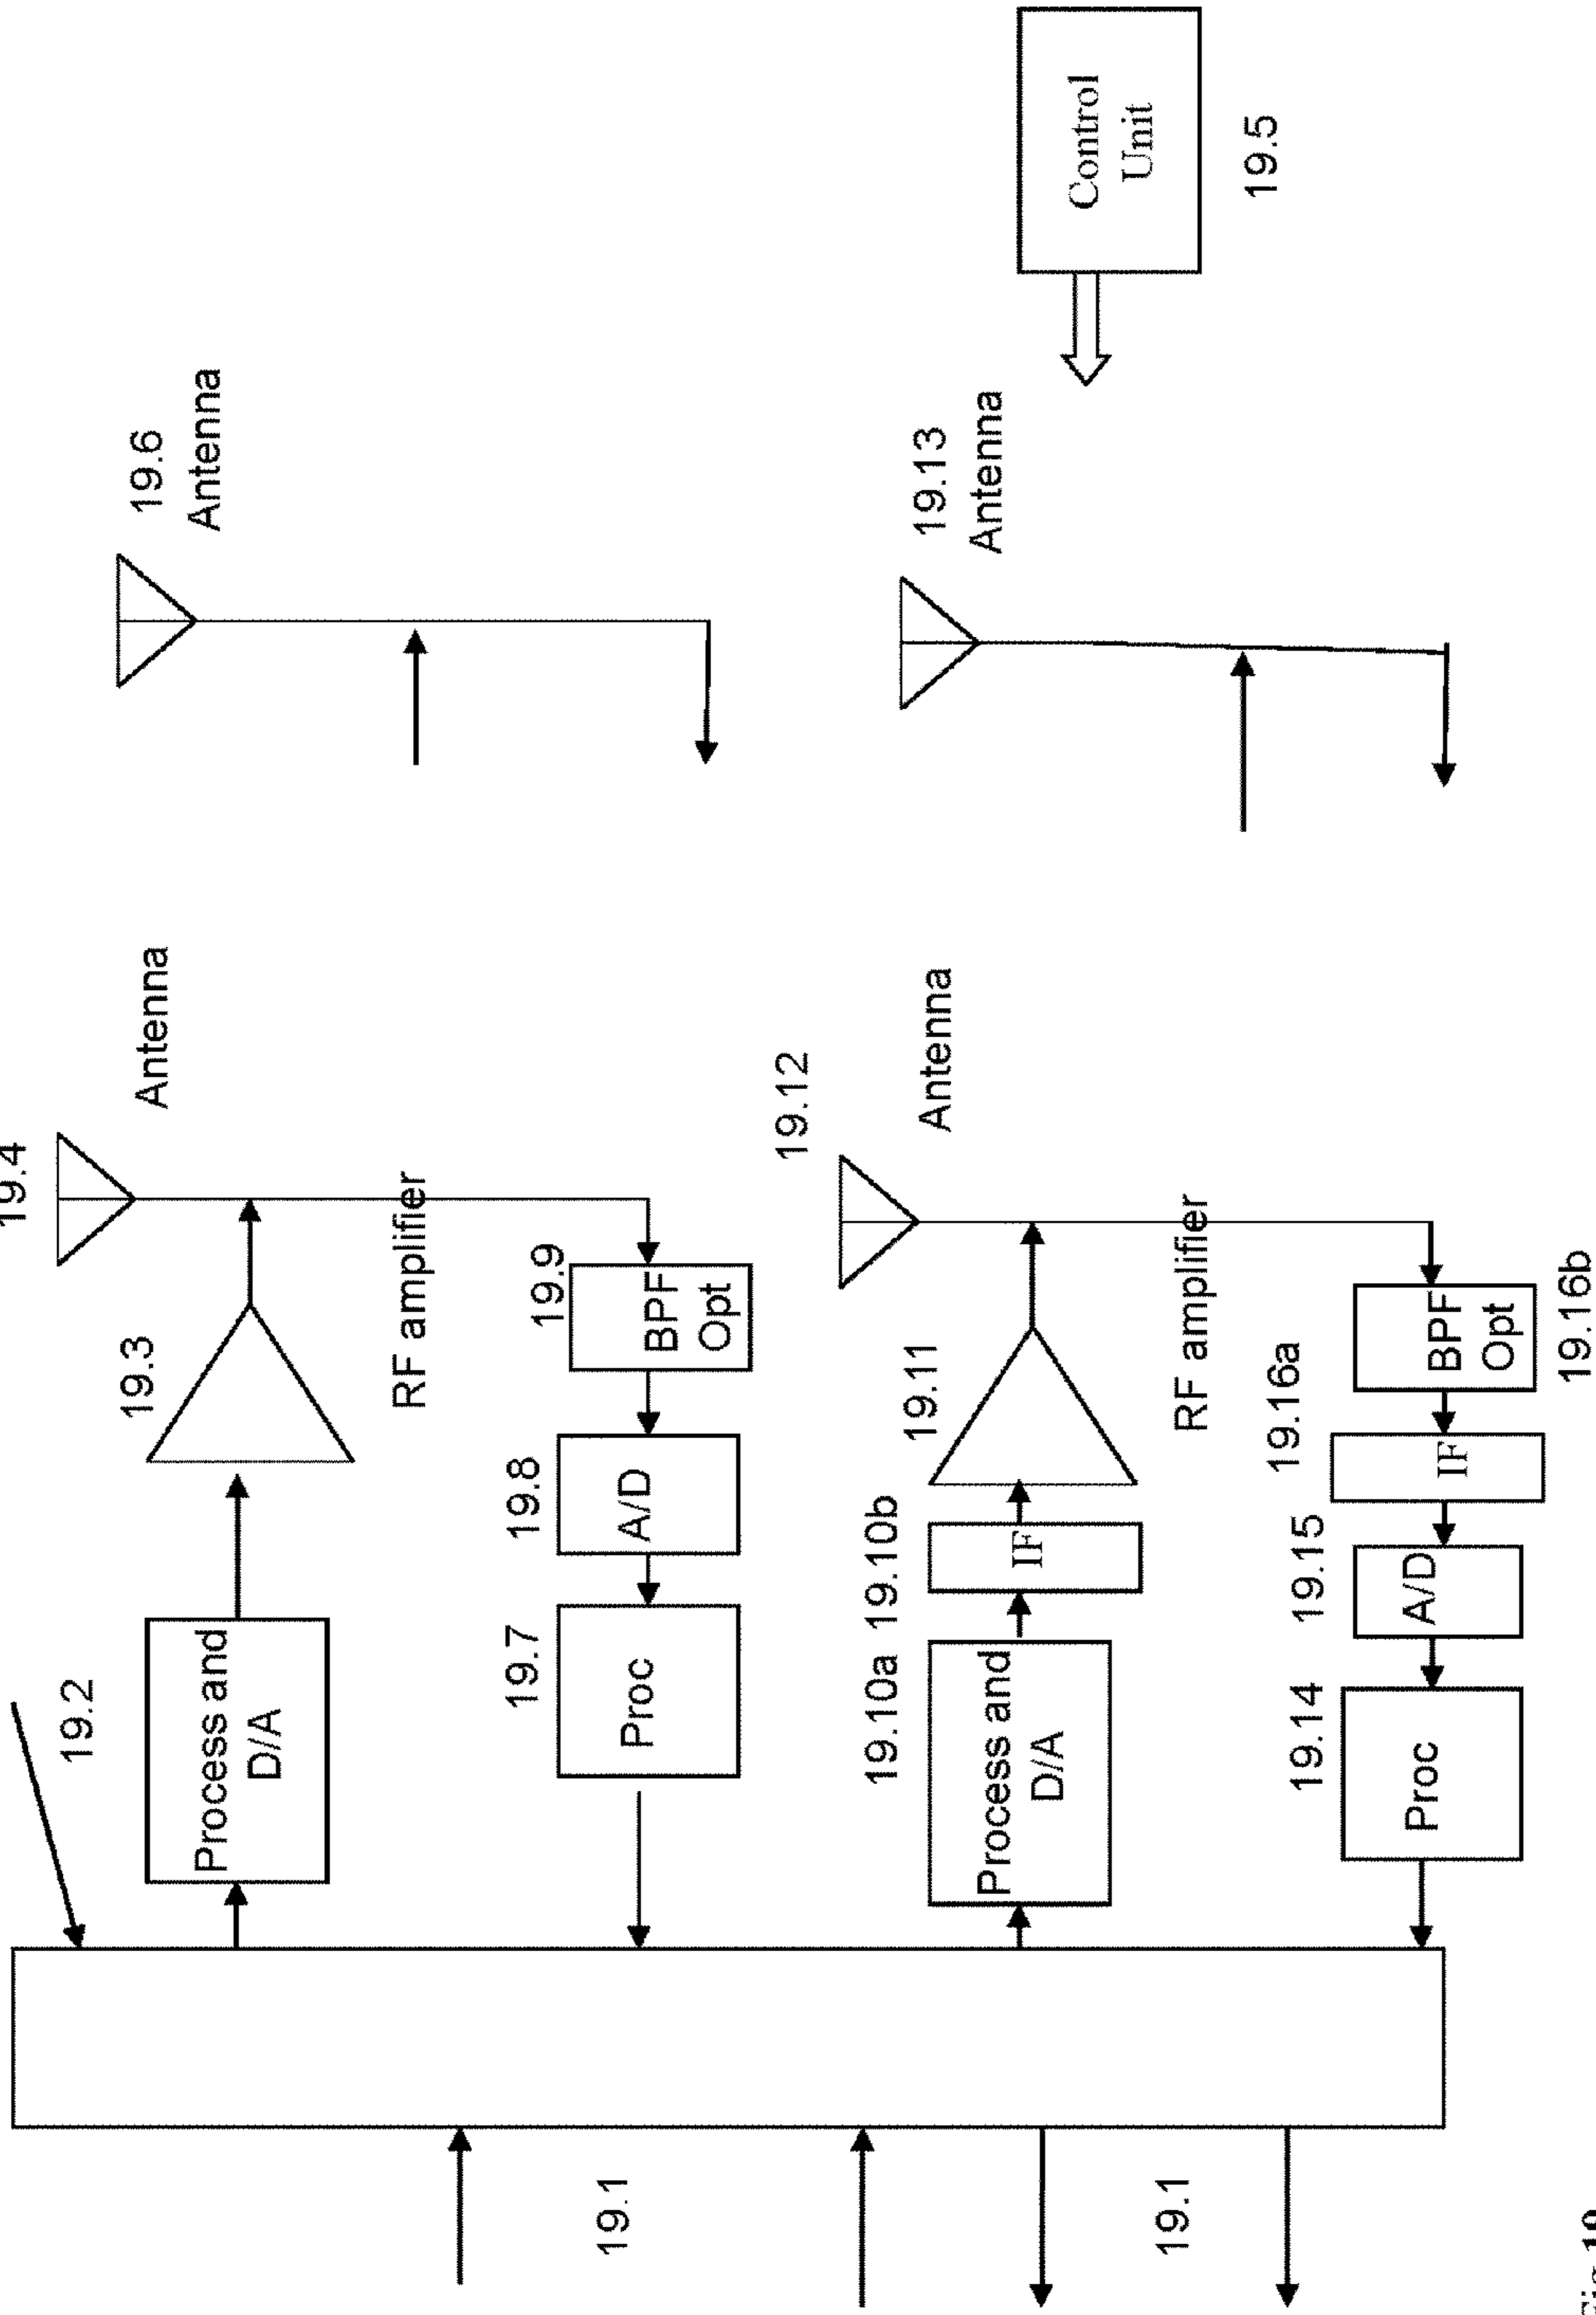 19.4
19.2
19.3
Antenna
19.6
Antenna
Process and
D/A
RF amplifier
19.7
19.8
19.9
Proc
A/D
BPF
Opt
19.1
19.12
Antenna
19.13
Antenna
19.10a
19.10b
19.11
Process and
D/A
IF
RF amplifier
Control
Unit
19.5
19.1
19.14
19.15
19.16a
Proc
A/D
IF
BPF
Opt
19.16b
Fig 19